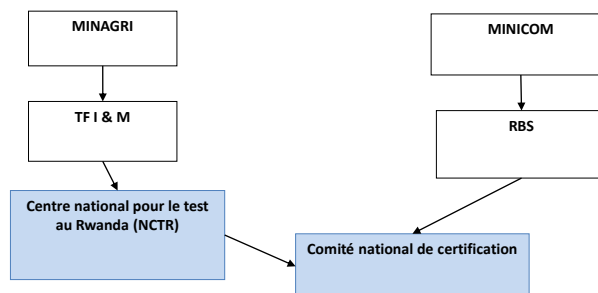 MINAGRI
MINICOM
TF I & M
RBS
Centre national pour le test
au Rwanda (NCTR)
Comité national de certification